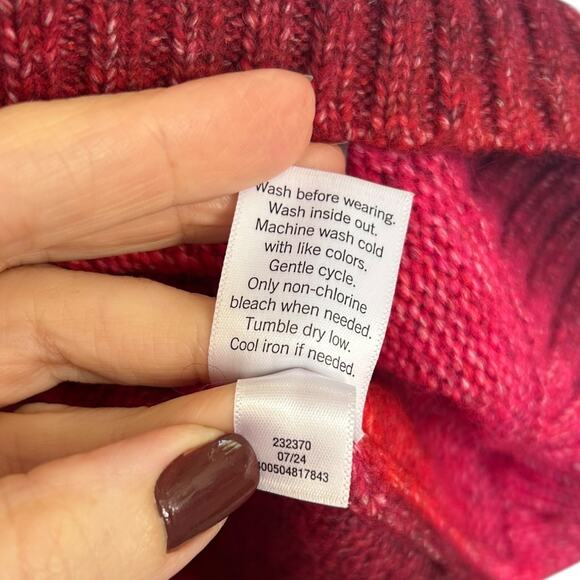 Wash before wearing.
Wash inside out.
Machine wash cold
with like colors.
Gentle cycle.
Only non-chlorine
bleach when needed.
Tumble dry low.
Cool iron if needed.
232370
07/24
400504817843